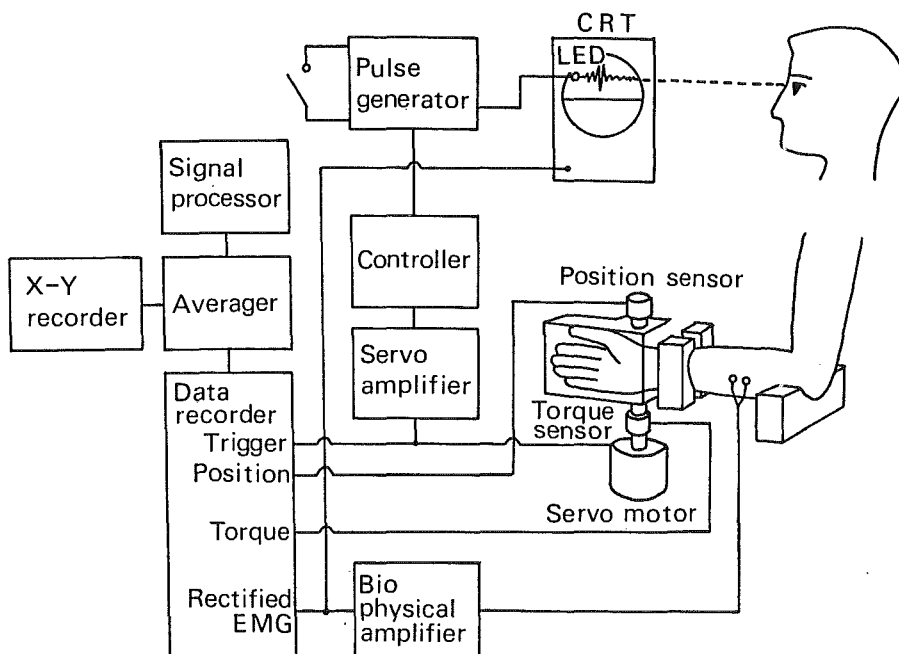 CRT
LED
Pulse
generator
Signal
processor
Controller
Position sensor
X-Y
recorder
Averager
Servo
amplifier
Data
recorder
Torque
sensor
Trigger
Position
Servo motor
Torque
Rectified
EMG
Bio
physical
amplifier